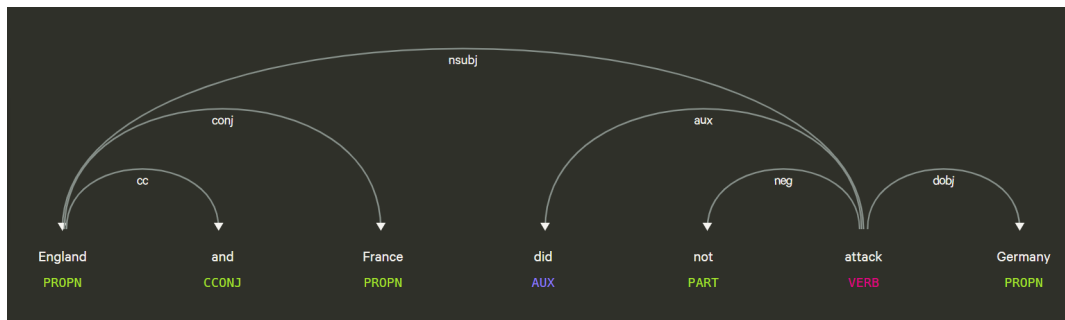 nsubj
conj aux
cc neg dobj
England and France did not attack Germany
PROPN CCONJ PROPN AUX PART VERB PROPN